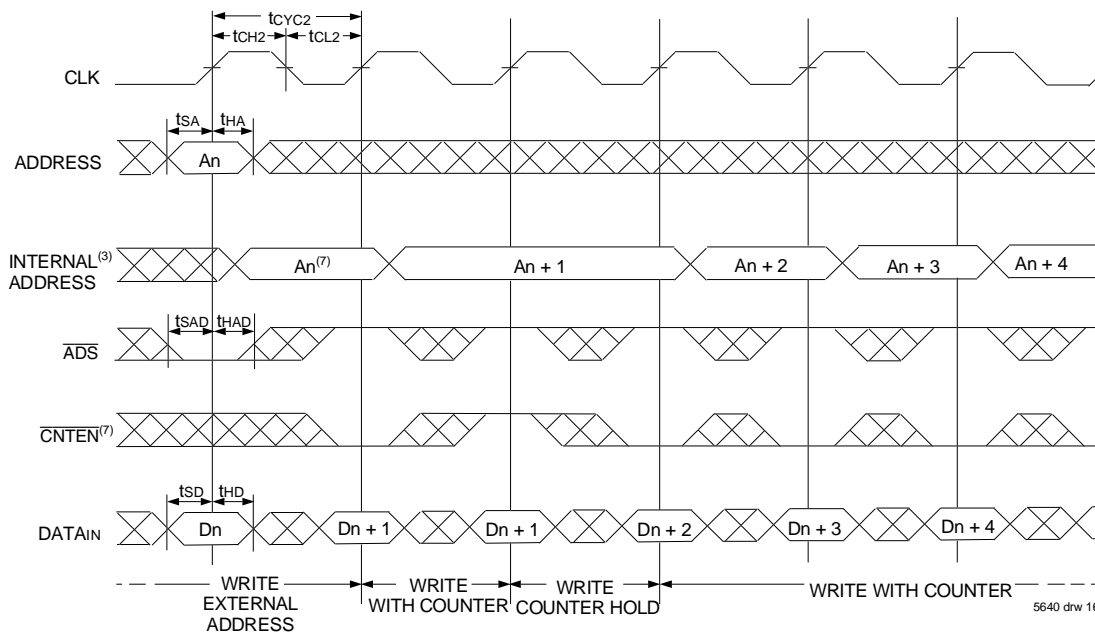 tCYC2
tCH2 tCL2
CLK
tSA tHA
ADDRESS An
INTERNAL(3) ADDRESS An(7) An + 1 An + 2 An + 3 An + 4
tSAD tHAD
ADS
CNTEN(7)
tSD tHD
DATAIN Dn Dn + 1 Dn + 1 Dn + 2 Dn + 3 Dn + 4
WRITE EXTERNAL ADDRESS
WRITE WITH COUNTER
WRITE COUNTER HOLD
WRITE WITH COUNTER
5640 drw 16